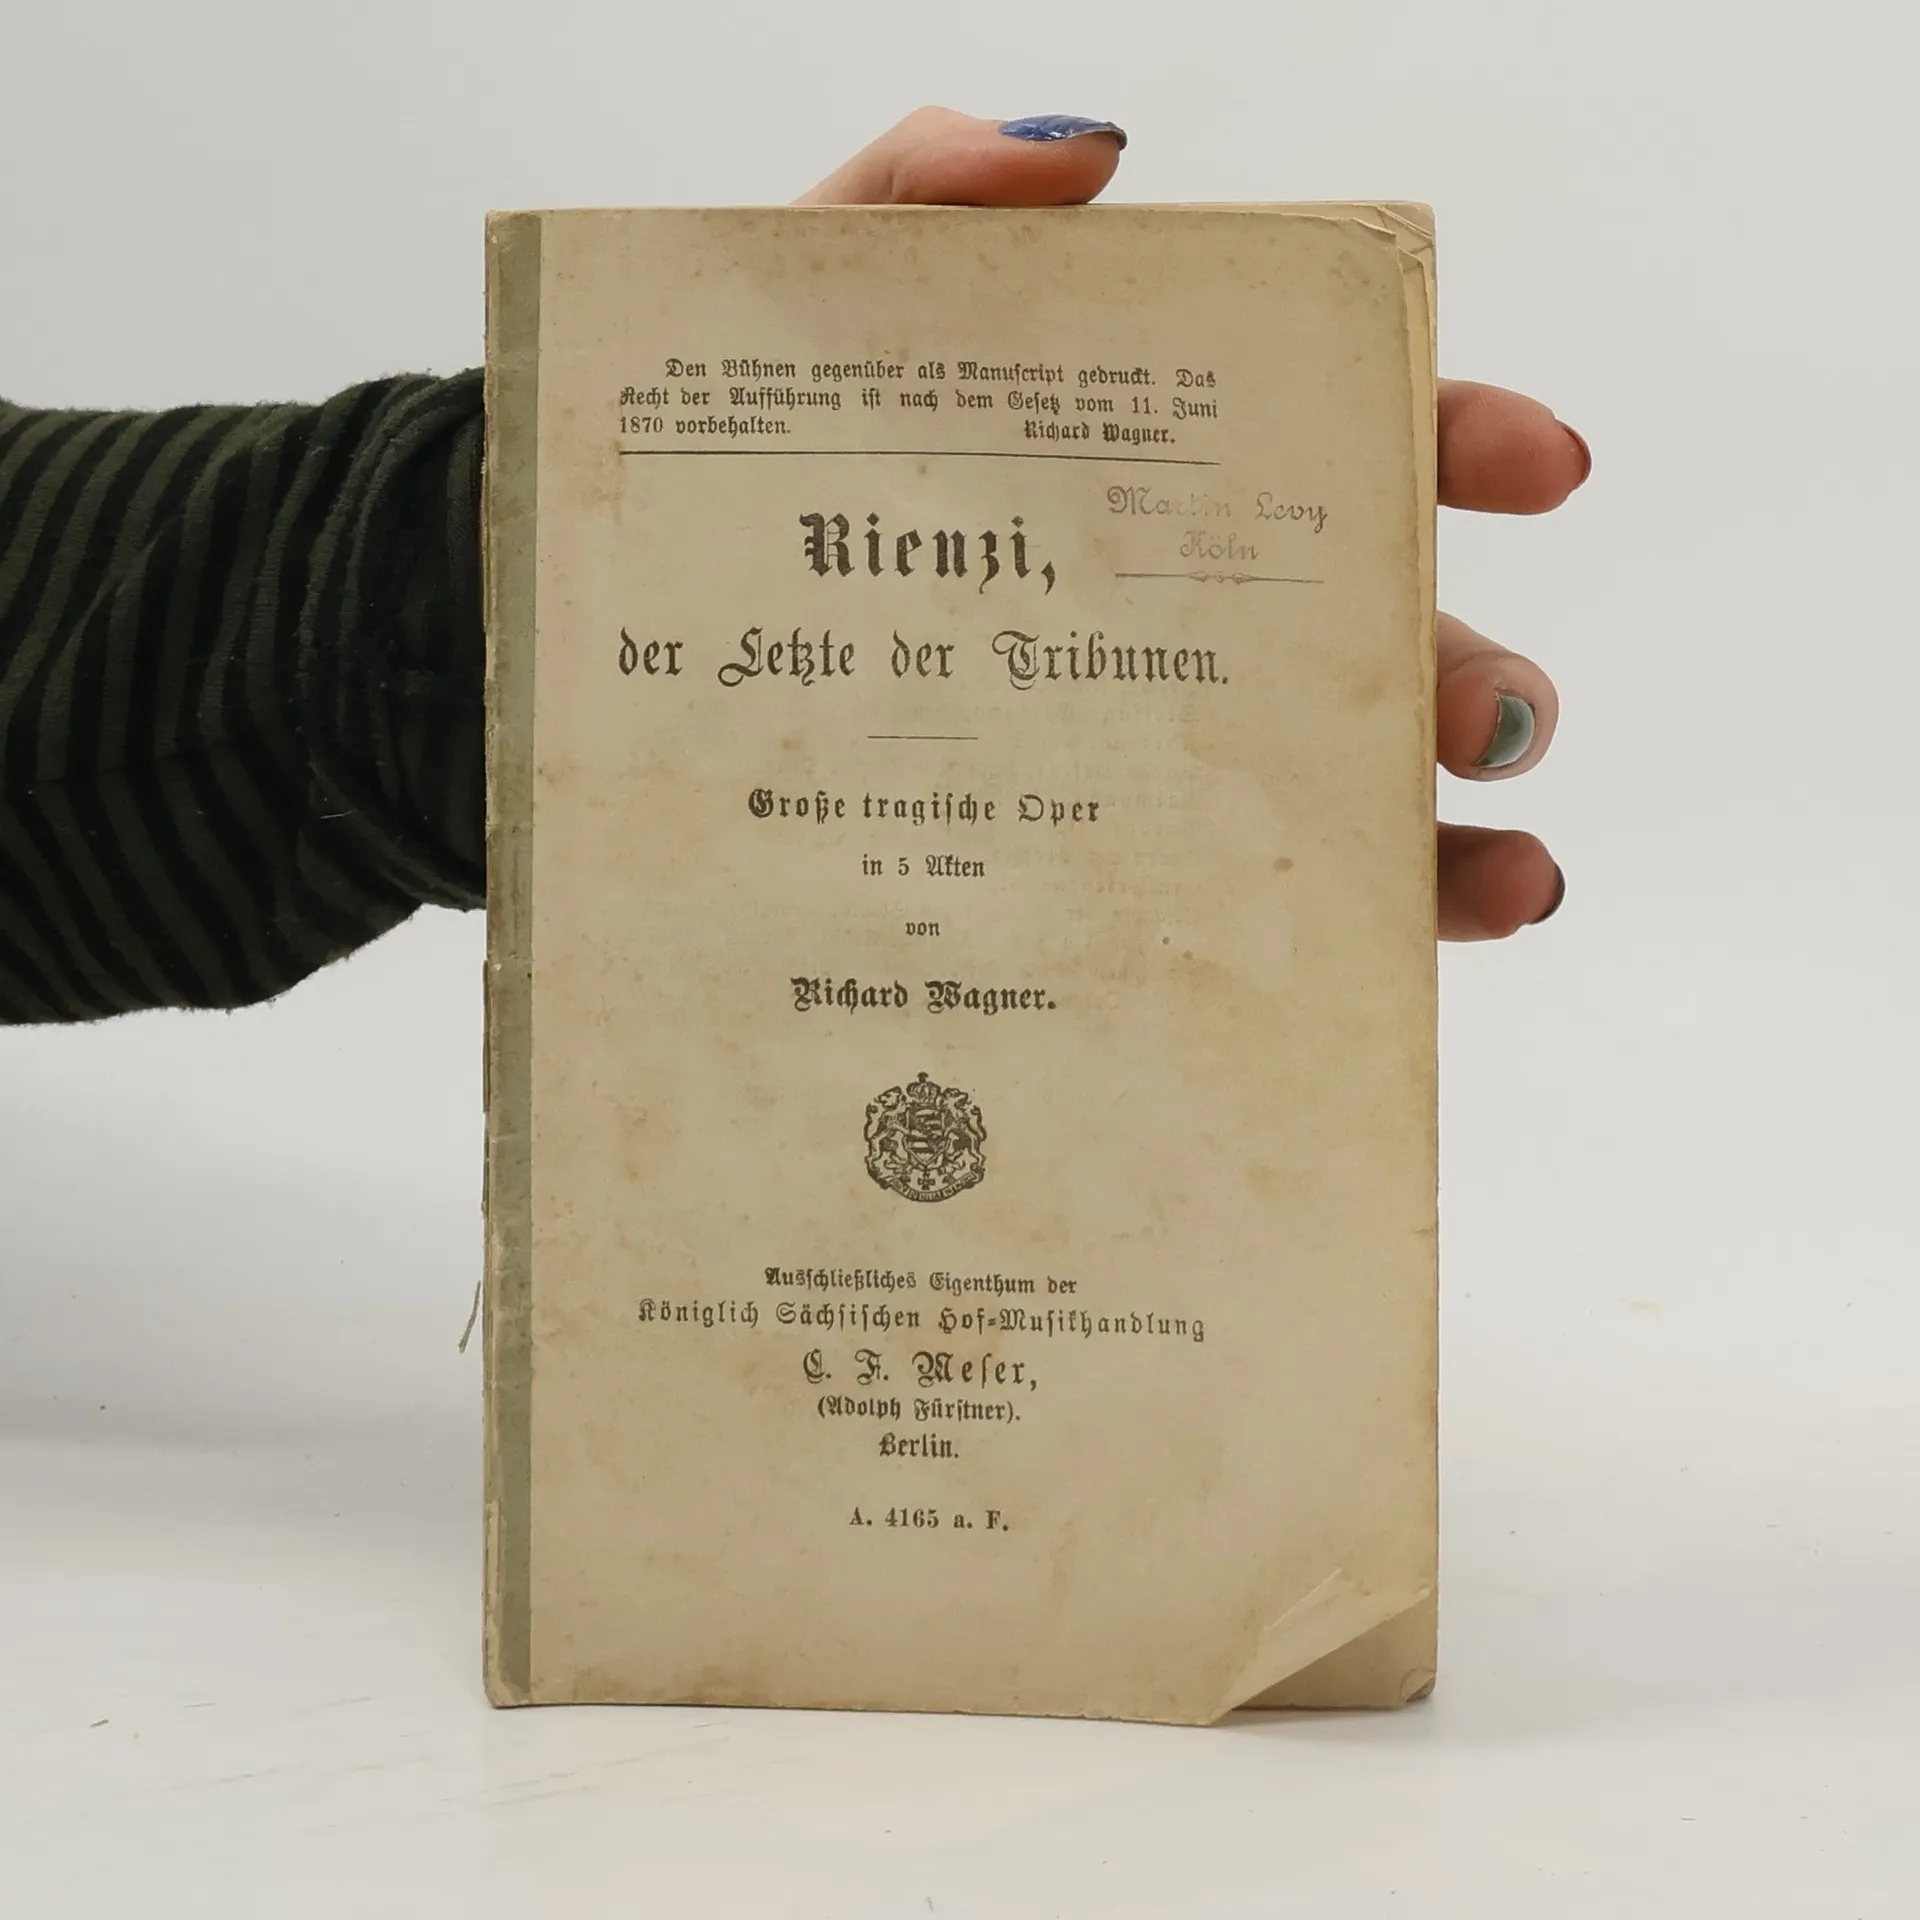 Den Bühnen gegenüber als Manuscript gedruckt. Das
Recht der Aufführung ist nach dem Gesetz vom 11. Juni
1870 vorbehalten. Richard Wagner.
Martin Levy
Köln
Rienzi,
der Letzte der Tribunen.
Große tragische Oper
in 5 Akten
von
Richard Wagner.
Ausschließliches Eigenthum der
Königlich Sächsischen Hof-Musikhandlung
C. F. Meser,
(Adolph Fürstner).
Berlin.
A. 4165 a. F.